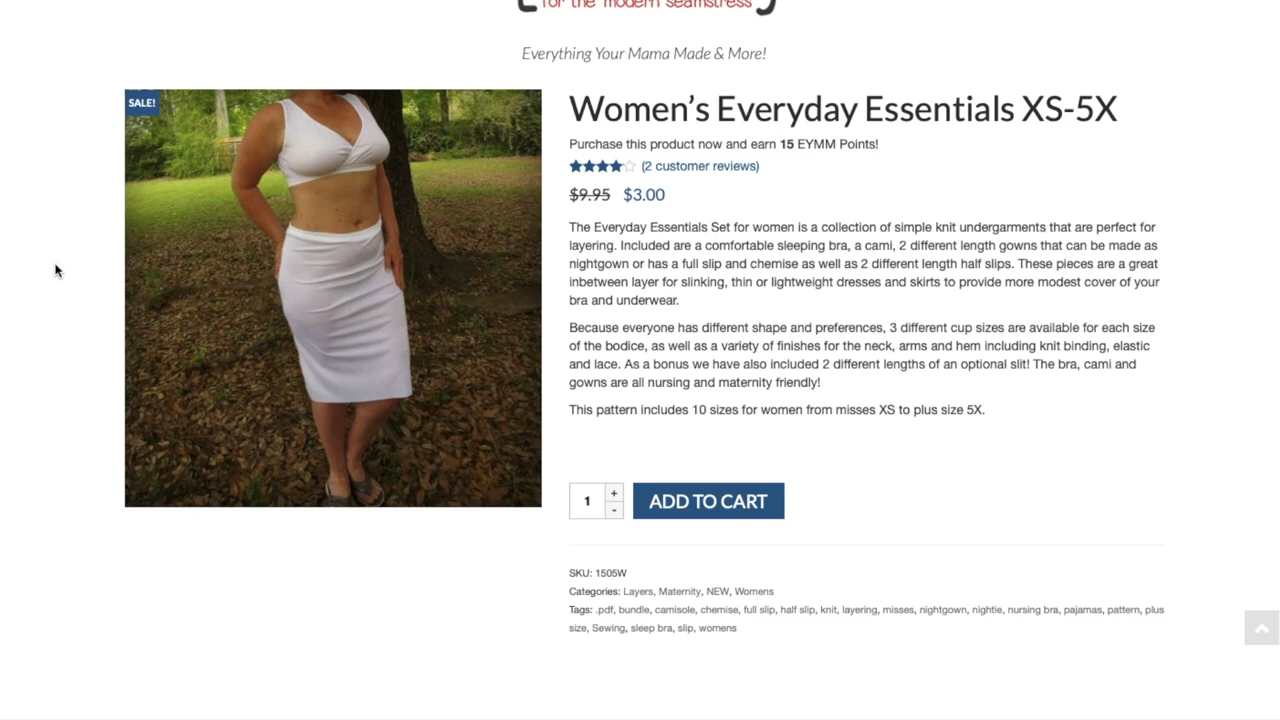 for the modern seamstress
Everything Your Mama Made & More!
SALE!
Women's Everyday Essentials XS-5X
Purchase this product now and earn 15 EYMM Points!
(2 customer reviews)
$9.95 $3.00
The Everyday Essentials Set for women is a collection of simple knit undergarments that are perfect for
layering. Included are a comfortable sleeping bra, a cami, 2 different length gowns that can be made as
nightgown or has a full slip and chemise as well as 2 different length half slips. These pieces are a great
inbetween layer for slinking, thin or lightweight dresses and skirts to provide more modest cover of your
bra and underwear.
Because everyone has different shape and preferences, 3 different cup sizes are available for each size
of the bodice, as well as a variety of finishes for the neck, arms and hem including knit binding, elastic
and lace. As a bonus we have also included 2 different lengths of an optional slit! The bra, cami and
gowns are all nursing and maternity friendly!
This pattern includes 10 sizes for women from misses XS to plus size 5X.
1 + -
ADD TO CART
SKU: 1505W
Categories: Layers, Maternity, NEW, Womens
Tags: .pdf, bundle, camisole, chemise, full slip, half slip, knit, layering, misses, nightgown, nightie, nursing bra, pajamas, pattern, plus
size, Sewing, sleep bra, slip, womens